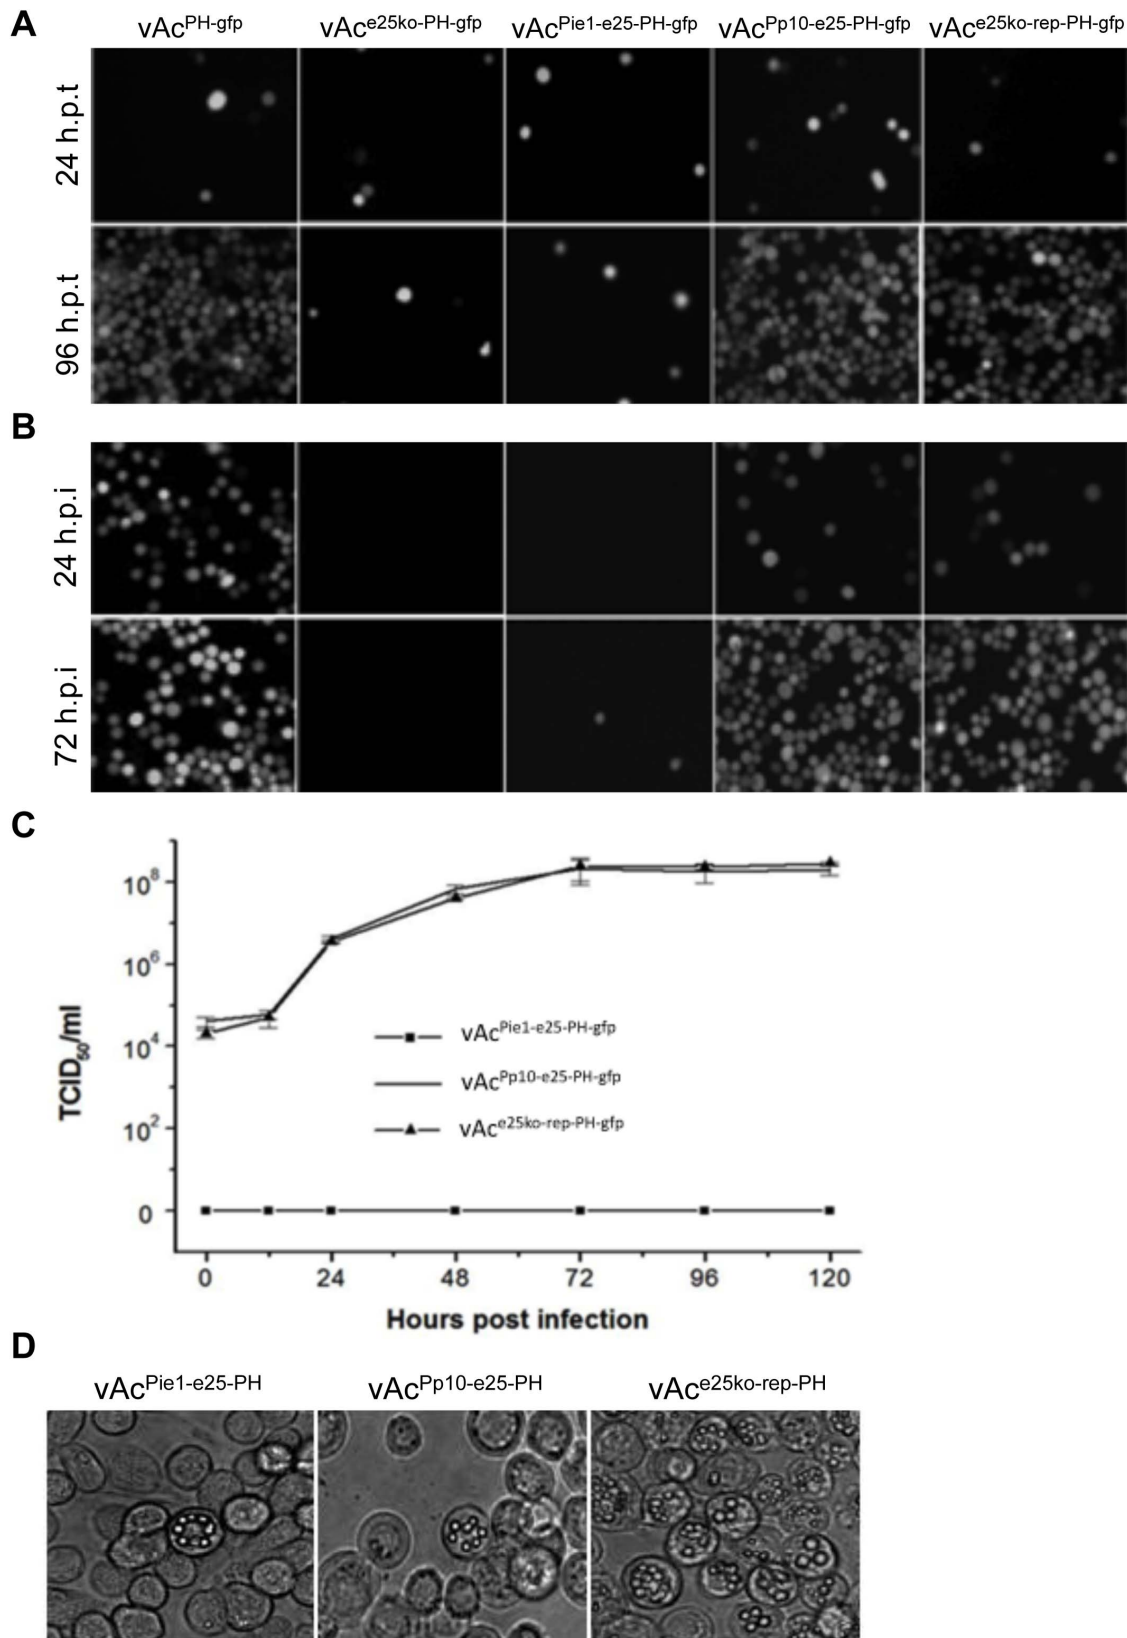 A
vAcPH-gfp vAce25ko-PH-gfp vAcPie1-e25-PH-gfp vAcPp10-e25-PH-gfp vAce25ko-rep-PH-gfp
24 h.p.t
96 h.p.t
B
24 h.p.i
72 h.p.i
C
10⁸
10⁶
10⁴
10²
0
TCID₅₀/ml
vAcPie1-e25-PH-gfp
vAcPp10-e25-PH-gfp
vAce25ko-rep-PH-gfp
0 24 48 72 96 120
Hours post infection
D
vAcPie1-e25-PH vAcPp10-e25-PH vAce25ko-rep-PH